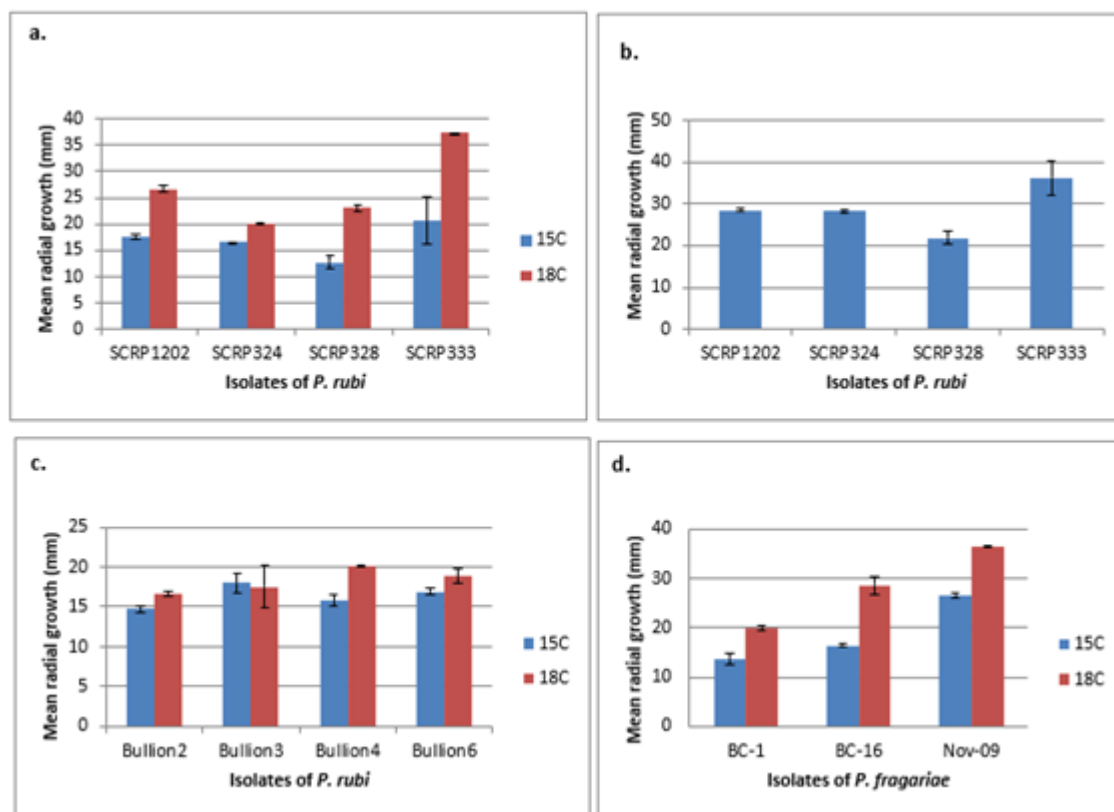 a.
40
35
30
25
20
15
10
5
0
Mean radial growth (mm)
SCRP1202 SCRP324 SCRP328 SCRP333
Isolates of P. rubi
15C
18C
b.
50
40
30
20
10
0
Mean radial growth (mm)
SCRP1202 SCRP324 SCRP328 SCRP333
Isolates of P. rubi
c.
25
20
15
10
5
0
Mean radial growth (mm)
Bullion2 Bullion3 Bullion4 Bullion6
Isolates of P. rubi
15C
18C
d.
40
30
20
10
0
Mean radial growth (mm)
BC-1 BC-16 Nov-09
Isolates of P. fragariae
15C
18C